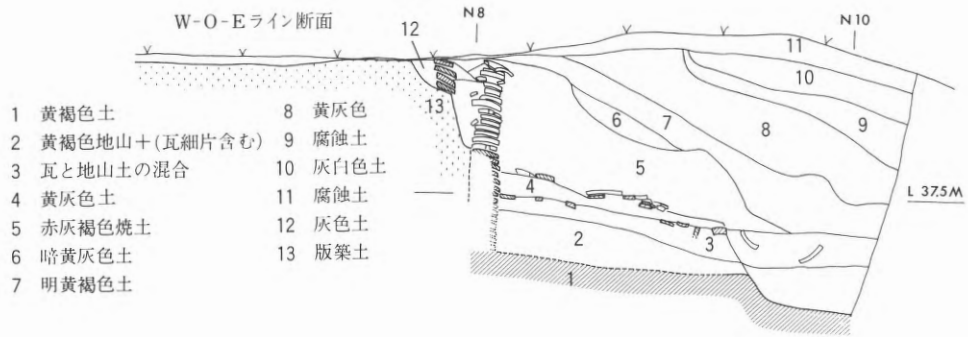 W-O-Eライン断面
N 8
N 10
1 黄褐色土
2 黄褐色地山+(瓦細片含む)
3 瓦と地山土の混合
4 黄灰色土
5 赤灰褐色焼土
6 暗黄灰色土
7 明黄褐色土
8 黄灰色
9 腐蝕土
10 灰白色土
11 腐蝕土
12 灰色土
13 版築土
12
13
11
10
9
8
7
6
5
4
3
2
1
L 37.5M